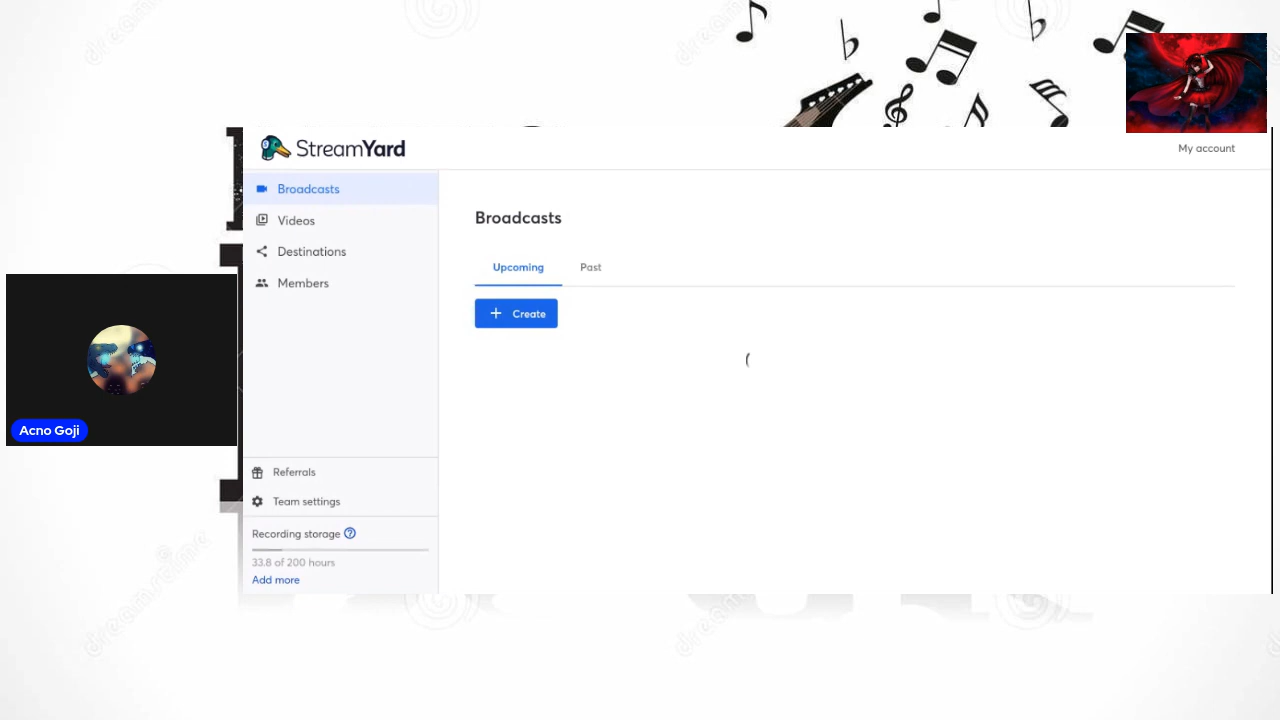 StreamYard
My account
Broadcasts
Videos
Destinations
Members
Broadcasts
Upcoming
Past
Create
Acno Goji
Referrals
Team settings
Recording storage
33.8 of 200 hours
Add more
dreamstime